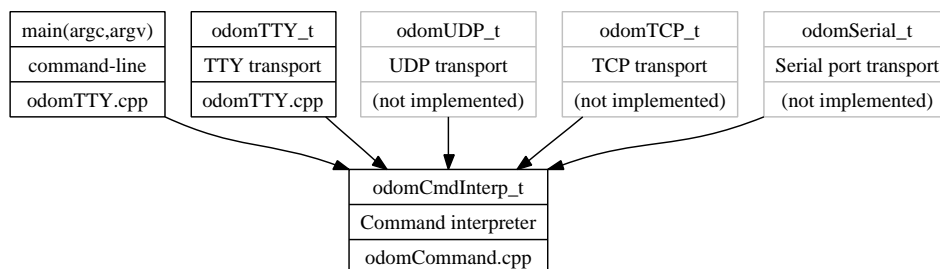 main(argc,argv)
command-line
odomTTY.cpp
odomTTY_t
TTY transport
odomTTY.cpp
odomUDP_t
UDP transport
(not implemented)
odomTCP_t
TCP transport
(not implemented)
odomSerial_t
Serial port transport
(not implemented)
odomCmdInterp_t
Command interpreter
odomCommand.cpp